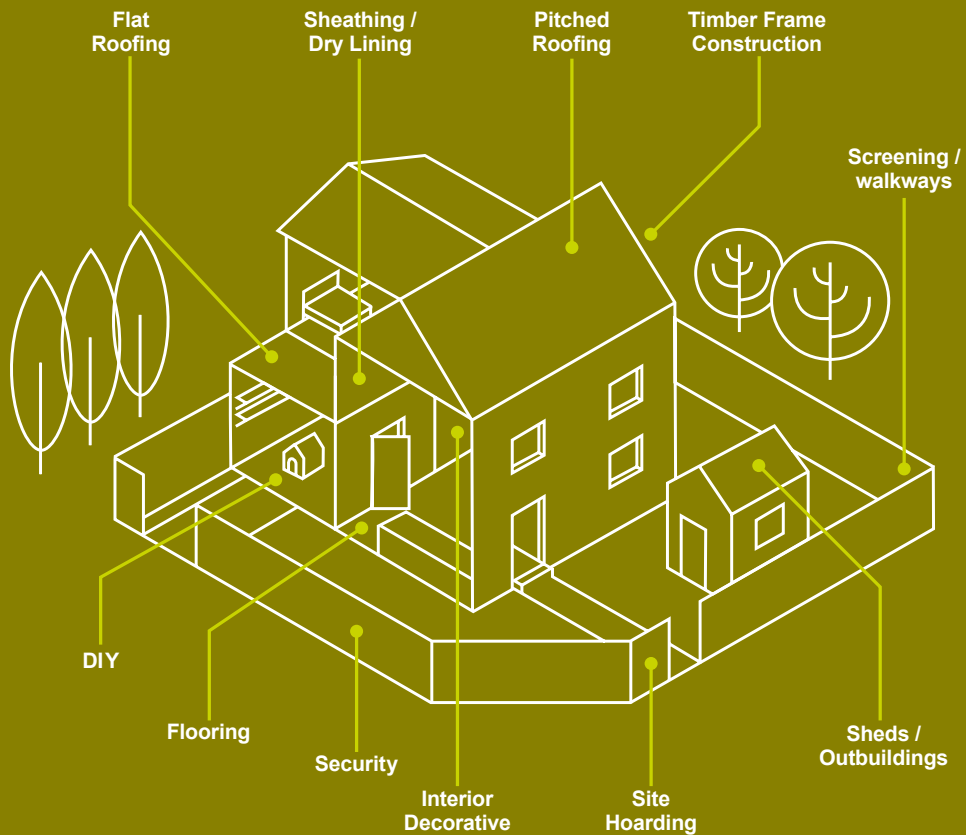 Flat
Roofing
Sheathing /
Dry Lining
Pitched
Roofing
Timber Frame
Construction
Screening /
walkways
DIY
Flooring
Security
Interior
Decorative
Site
Hoarding
Sheds /
Outbuildings